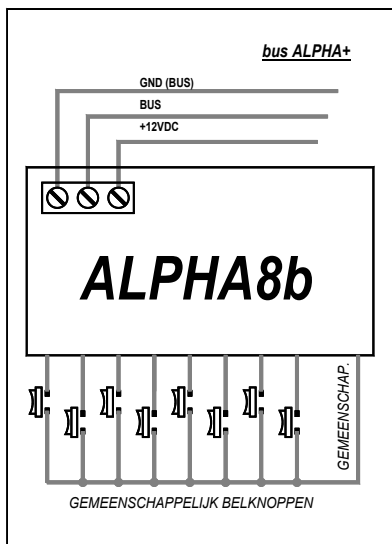 bus ALPHA+
GND (BUS)
BUS
+12VDC
ALPHA8b
GEMEENSCHAP.
GEMEENSCHAPPELIJK BELKNOPPEN